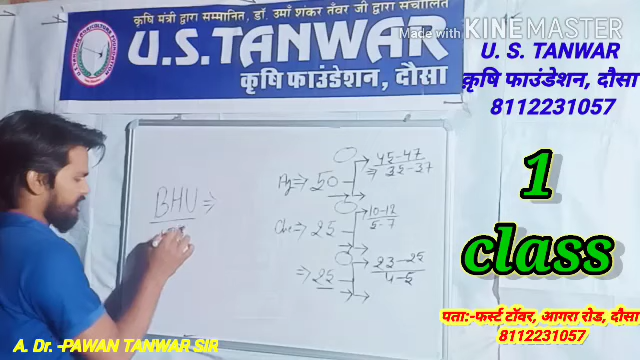 कृषि मंत्री द्वारा सम्मानित, डॉ. उमाँ शंकर तँवर जी द्वारा संचालित
Made with KINEMASTER
U.S.TANWAR
कृषि फाउंडेशन, दौसा
U. S. TANWAR
कृषि फाउंडेशन, दौसा
8112231057
1
class
BHU ⇒
Ag ⇒ 50
45-47
⇒ 35-37
Che ⇒ 25
10-12
5-7
⇒ 25
23-25
4-5
पता:-फर्स्ट टॉवर, आगरा रोड, दौसा
8112231057
A. Dr. -PAWAN TANWAR SIR